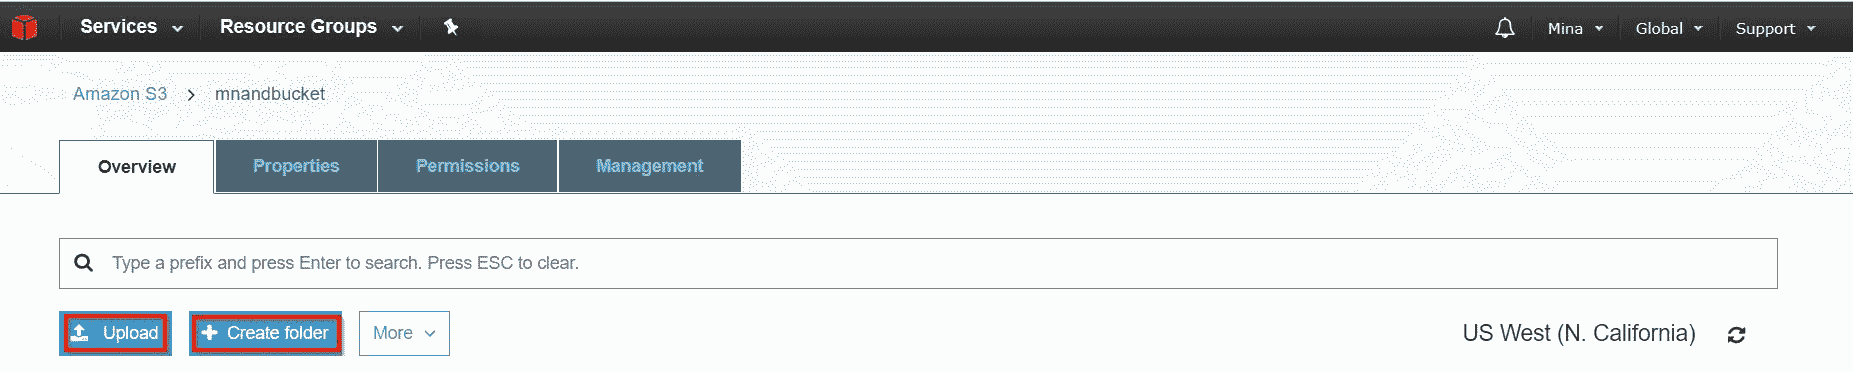 Services Resource Groups Mina Global Support
Amazon S3 > mnandbucket
Overview Properties Permissions Management
Type a prefix and press Enter to search. Press ESC to clear.
Upload Create folder More US West (N. California)